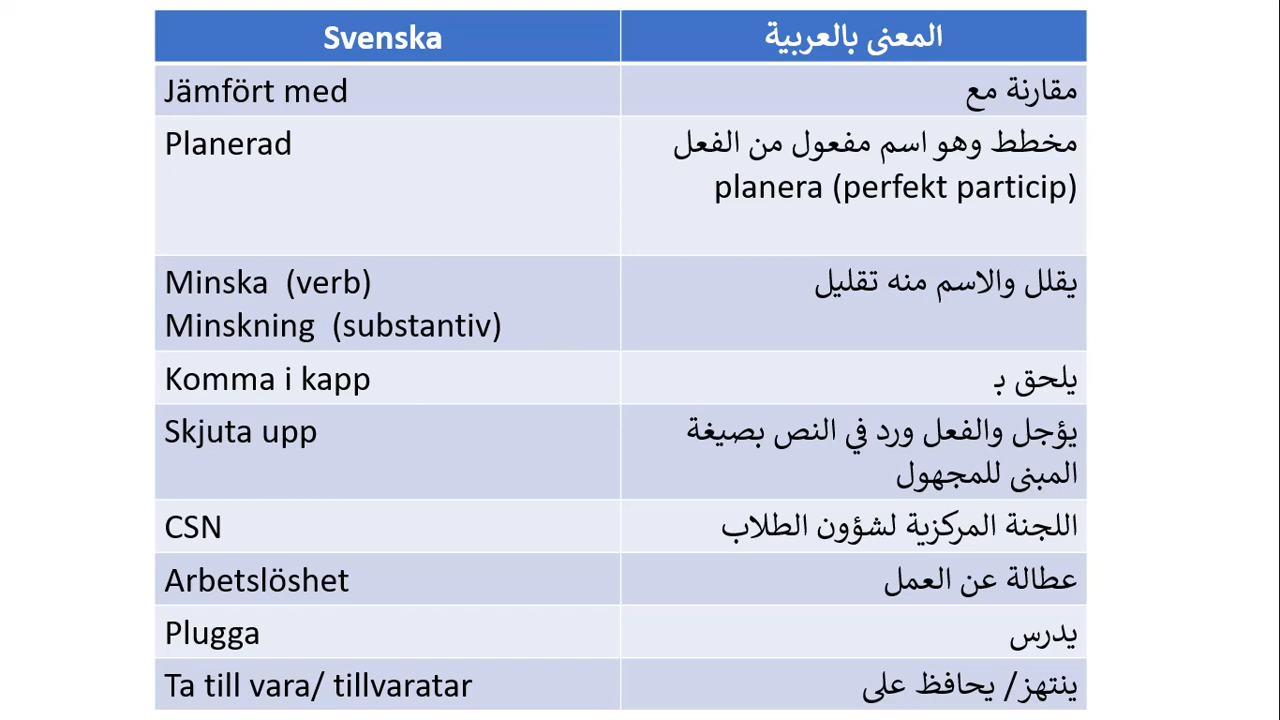 Svenska المعنى بالعربية
Jämfört med مقارنة مع
Planerad مخطط وهو اسم مفعول من الفعل
planera (perfekt particip)
Minska (verb) يقلل والاسم منه تقليل
Minskning (substantiv)
Komma i kapp يلحق بـ
Skjuta upp يؤجل والفعل ورد في النص بصيغة
المبنى للمجهول
CSN اللجنة المركزية لشؤون الطلاب
Arbetslöshet عطالة عن العمل
Plugga يدرس
Ta till vara/ tillvaratar ينتهز/ يحافظ على